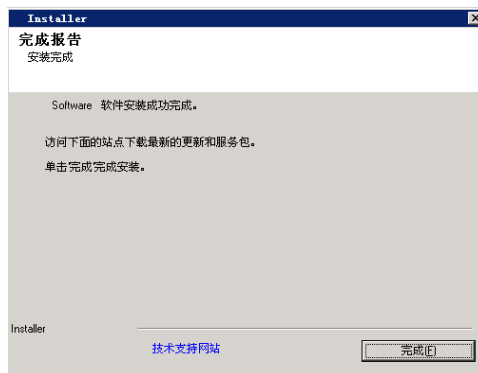 Installer
完成报告
安装完成
Software 软件安装成功完成。
访问下面的站点下载最新的更新和服务包。
单击完成完成安装。
Installer
技术支持网站
完成(F)